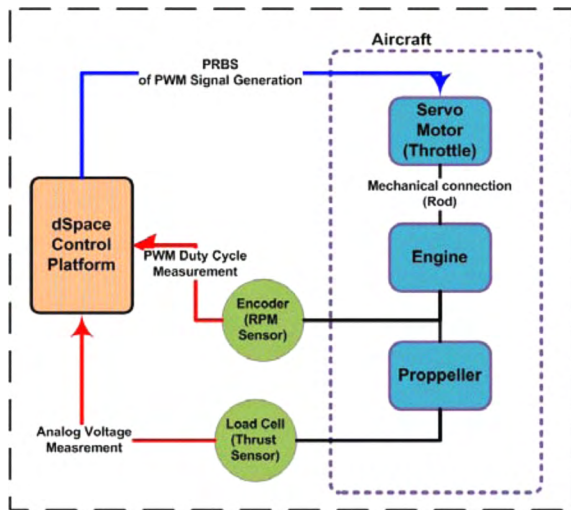 Aircraft
PRBS
of PWM Signal Generation
Servo
Motor
(Throttle)
Mechanical connection
(Rod)
dSpace
Control
Platform
PWM Duty Cycle
Measurement
Engine
Encoder
(RPM
Sensor)
Proppeller
Analog Voltage
Measrement
Load Cell
(Thrust
Sensor)